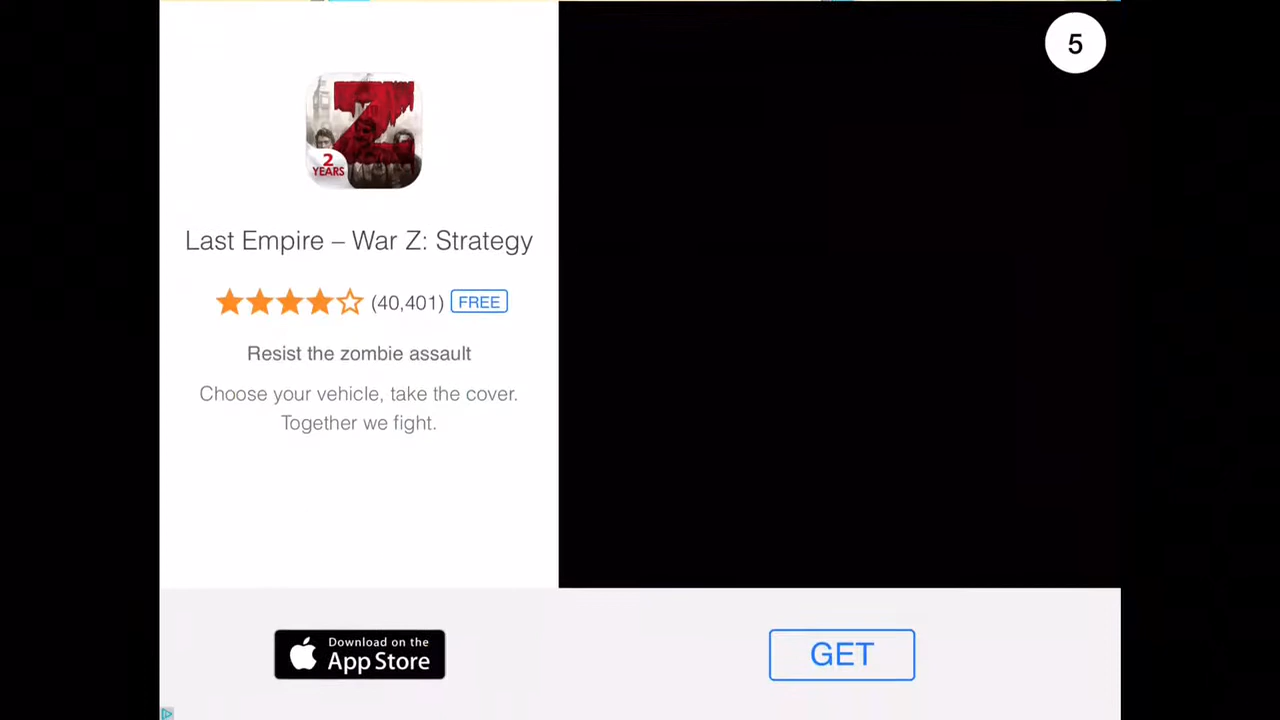 5
Z
2
YEARS
Last Empire – War Z: Strategy
(40,401) FREE
Resist the zombie assault
Choose your vehicle, take the cover.
Together we fight.
Download on the
App Store
GET